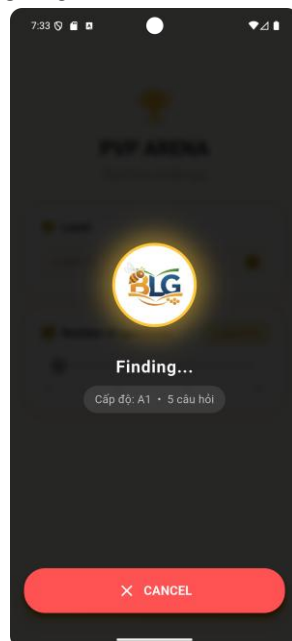 7:33
PVP ARENA
BLG
Finding...
Cấp độ: A1 • 5 câu hỏi
CANCEL